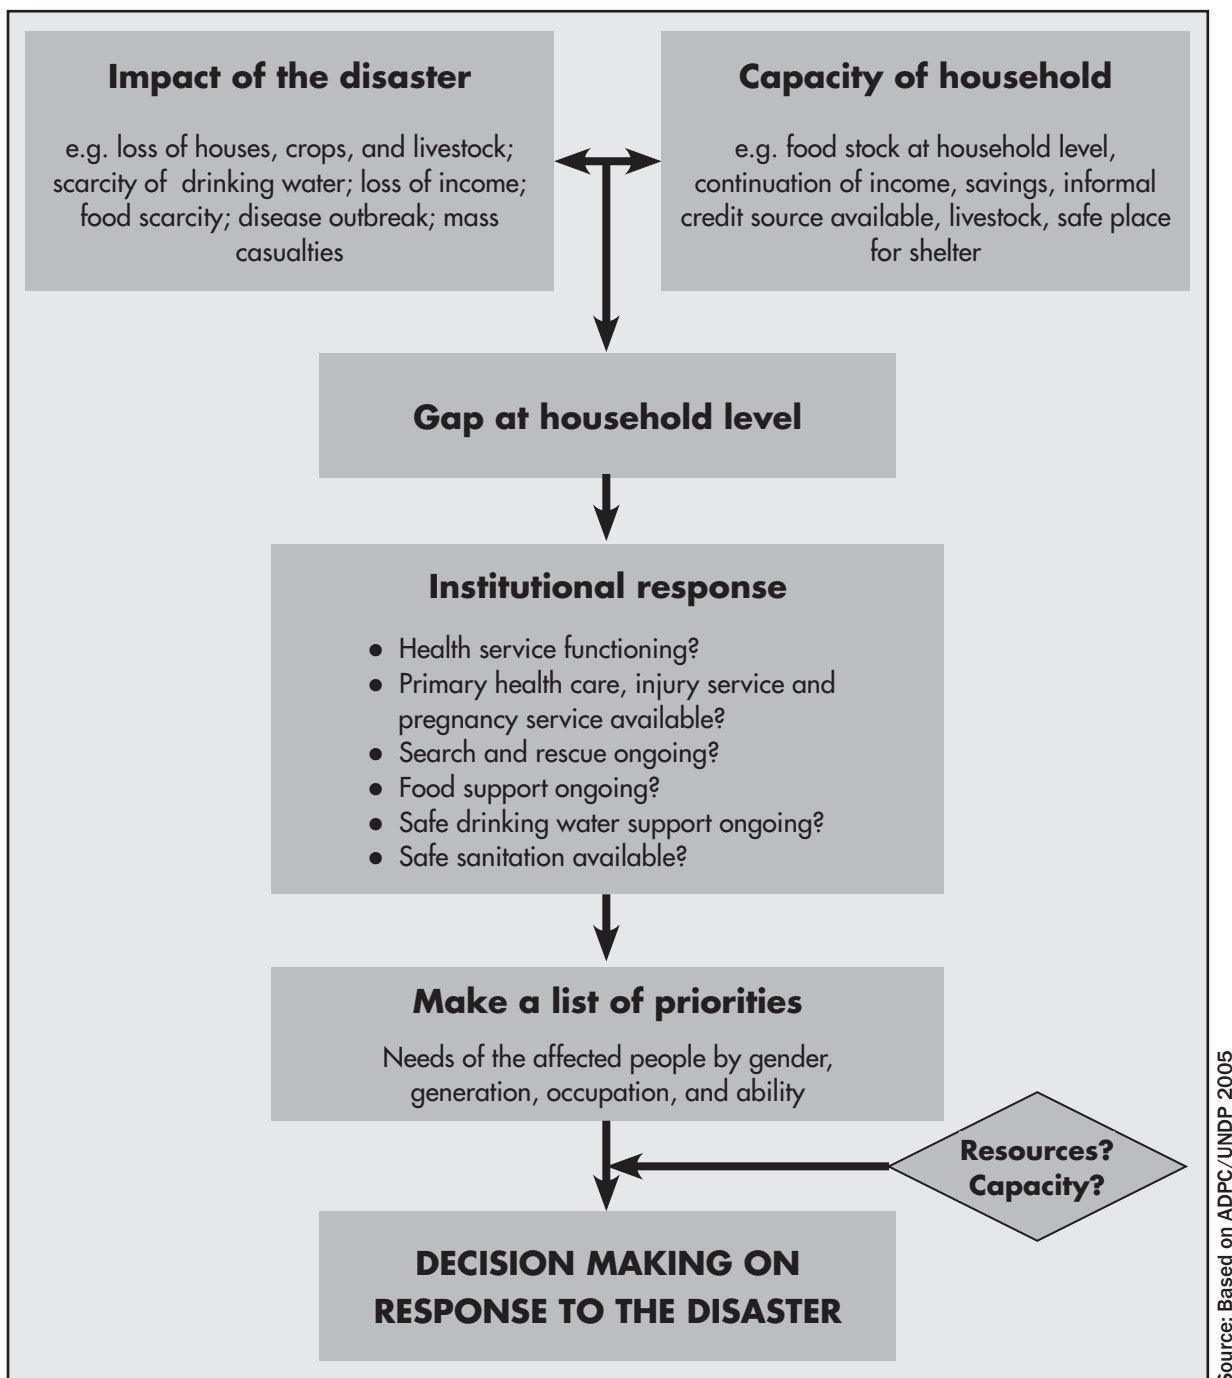 Impact of the disaster
e.g. loss of houses, crops, and livestock;
scarcity of drinking water; loss of income;
food scarcity; disease outbreak; mass
casualties
Capacity of household
e.g. food stock at household level,
continuation of income, savings, informal
credit source available, livestock, safe place
for shelter
Gap at household level
Institutional response
● Health service functioning?
● Primary health care, injury service and
pregnancy service available?
● Search and rescue ongoing?
● Food support ongoing?
● Safe drinking water support ongoing?
● Safe sanitation available?
Make a list of priorities
Needs of the affected people by gender,
generation, occupation, and ability
Resources?
Capacity?
DECISION MAKING ON
RESPONSE TO THE DISASTER
Source: Based on ADPC/UNDP 2005